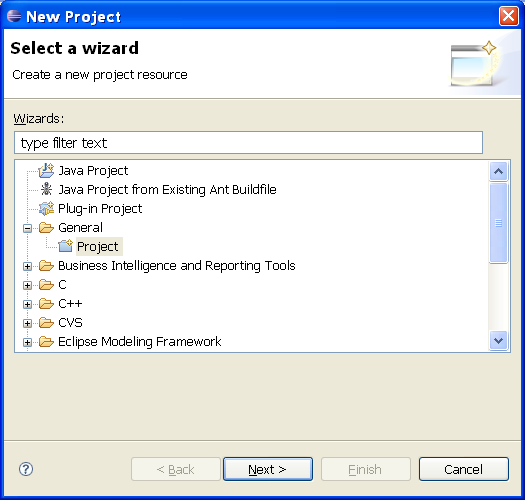 New Project
Select a wizard
Create a new project resource
Wizards:
type filter text
Java Project
Java Project from Existing Ant Buildfile
Plug-in Project
General
Project
Business Intelligence and Reporting Tools
C
C++
CVS
Eclipse Modeling Framework
? < Back Next > Finish Cancel